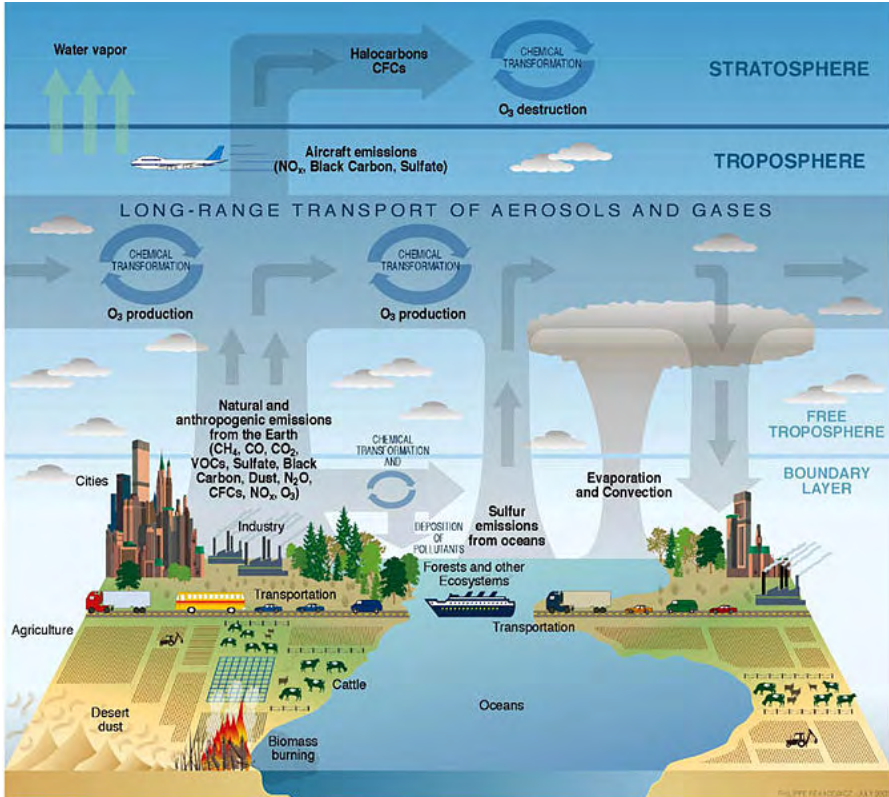 Water vapor
Halocarbons
CFCs
CHEMICAL
TRANSFORMATION
O₃ destruction
STRATOSPHERE
Aircraft emissions
(NOₓ, Black Carbon, Sulfate)
TROPOSPHERE
LONG-RANGE TRANSPORT OF AEROSOLS AND GASES
CHEMICAL
TRANSFORMATION
O₃ production
CHEMICAL
TRANSFORMATION
O₃ production
Natural and
anthropogenic emissions
from the Earth
(CH₄, CO, CO₂,
VOCs, Sulfate, Black
Carbon, Dust, N₂O,
CFCs, NOₓ, O₃)
CHEMICAL
TRANSFORMATION
AND
DEPOSITION
OF
POLLUTANTS
FREE
TROPOSPHERE
BOUNDARY
LAYER
Cities
Industry
Sulfur
emissions
from oceans
Evaporation
and Convection
Forests and other
Ecosystems
Transportation
Transportation
Agriculture
Cattle
Oceans
Desert
dust
Biomass
burning